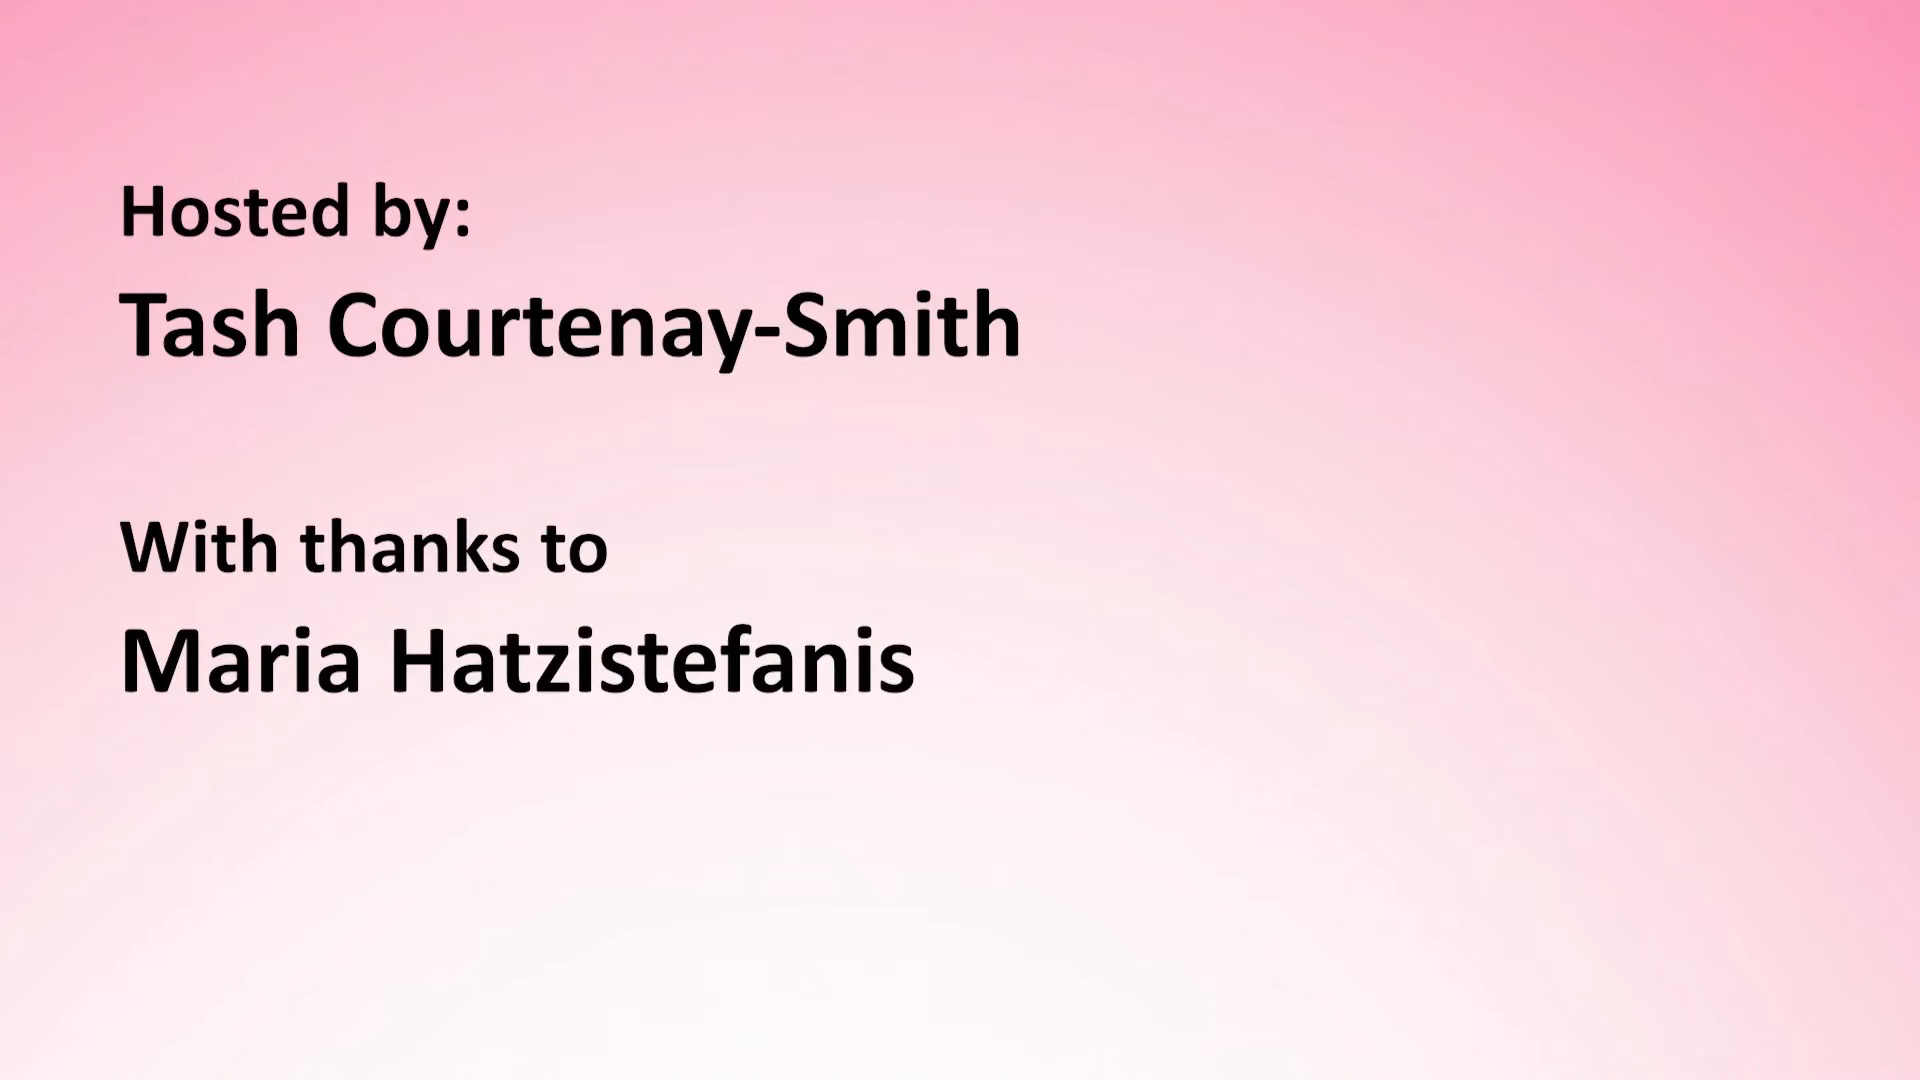 Hosted by:
Tash Courtenay-Smith
With thanks to
Maria Hatzistefanis